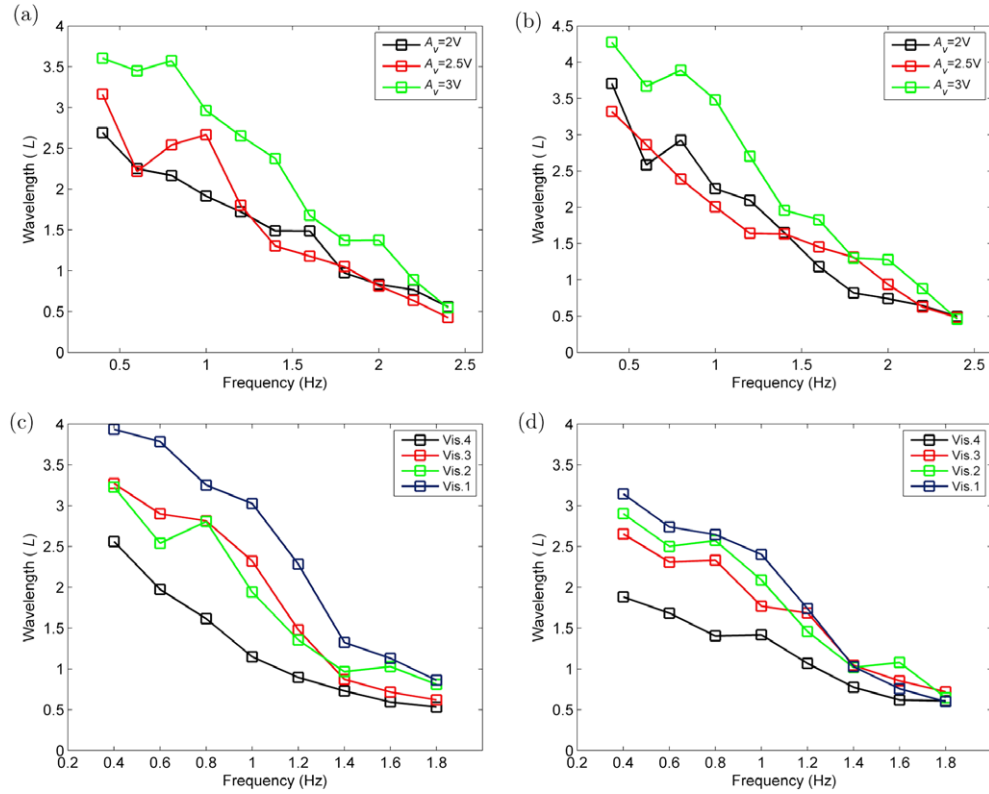 (a)
4
3.5
3
2.5
2
1.5
1
0.5
0
Wavelength ( L)
0.5
1
1.5
2
2.5
Frequency (Hz)
Av=2V
Av=2.5V
Av=3V
(b)
4.5
4
3.5
3
2.5
2
1.5
1
0.5
0
Wavelength ( L)
0.5
1
1.5
2
2.5
Frequency (Hz)
Av=2V
Av=2.5V
Av=3V
(c)
4
3.5
3
2.5
2
1.5
1
0.5
0
Wavelength ( L)
0.2 0.4 0.6 0.8 1 1.2 1.4 1.6 1.8
Frequency (Hz)
Vis.4
Vis.3
Vis.2
Vis.1
(d)
4
3.5
3
2.5
2
1.5
1
0.5
0
Wavelength ( L)
0.2 0.4 0.6 0.8 1 1.2 1.4 1.6 1.8
Frequency (Hz)
Vis.4
Vis.3
Vis.2
Vis.1